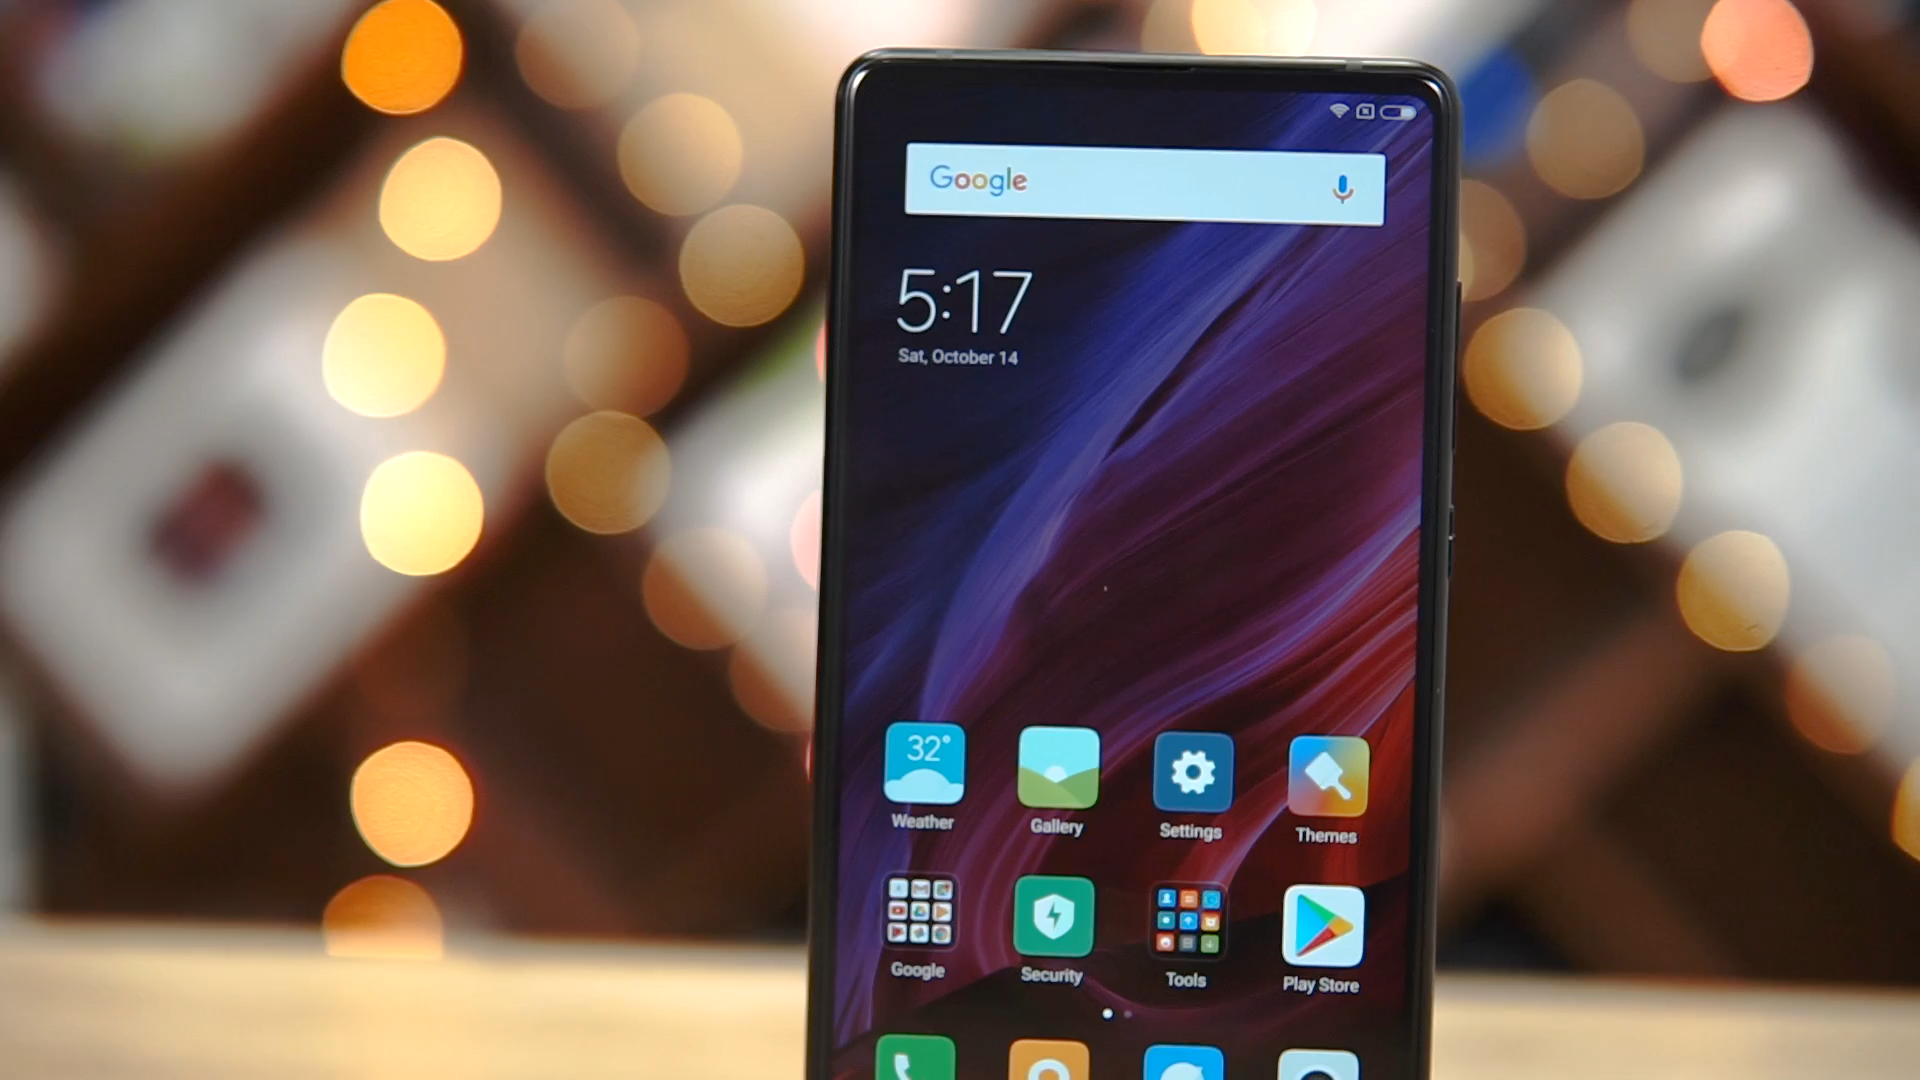 Google
5:17
Sat, October 14
32°
Weather
Gallery
Settings
Themes
Google
Security
Tools
Play Store